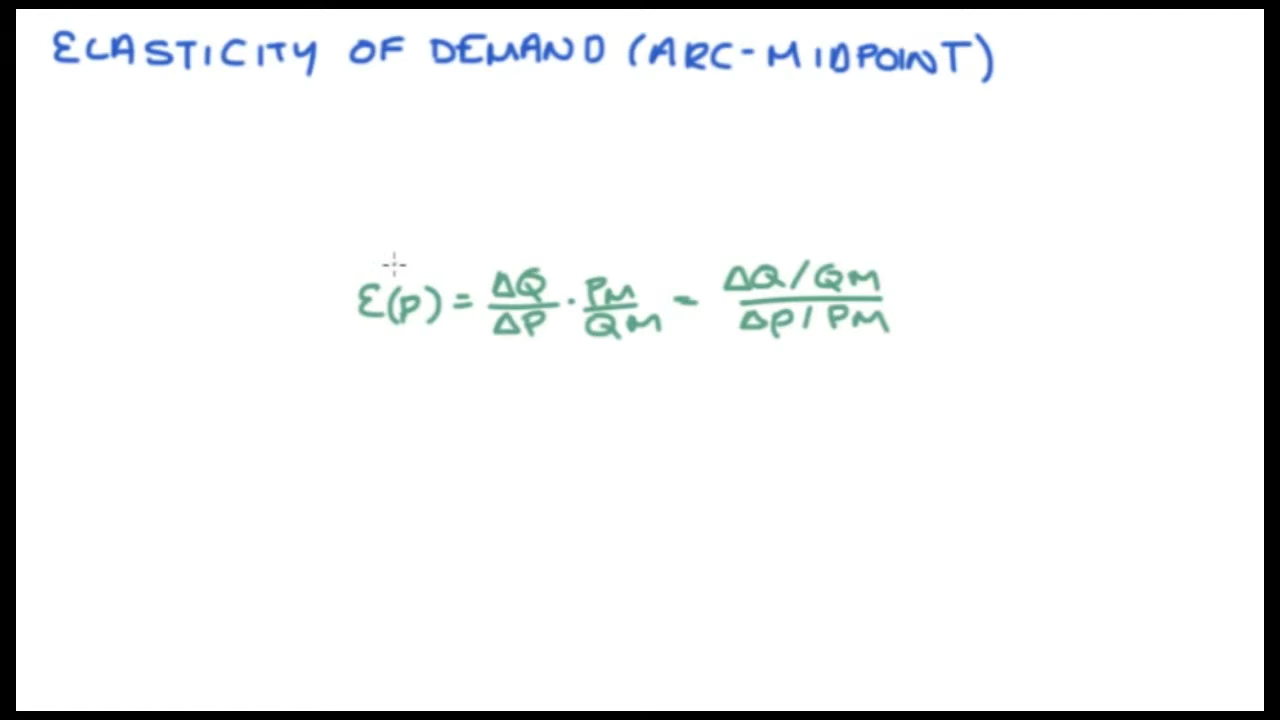 ELASTICITY OF DEMAND (ARC-MIDPOINT)
ε(P) = ΔQ/ΔP · PM/QM - ΔQ/QM / ΔP/PM